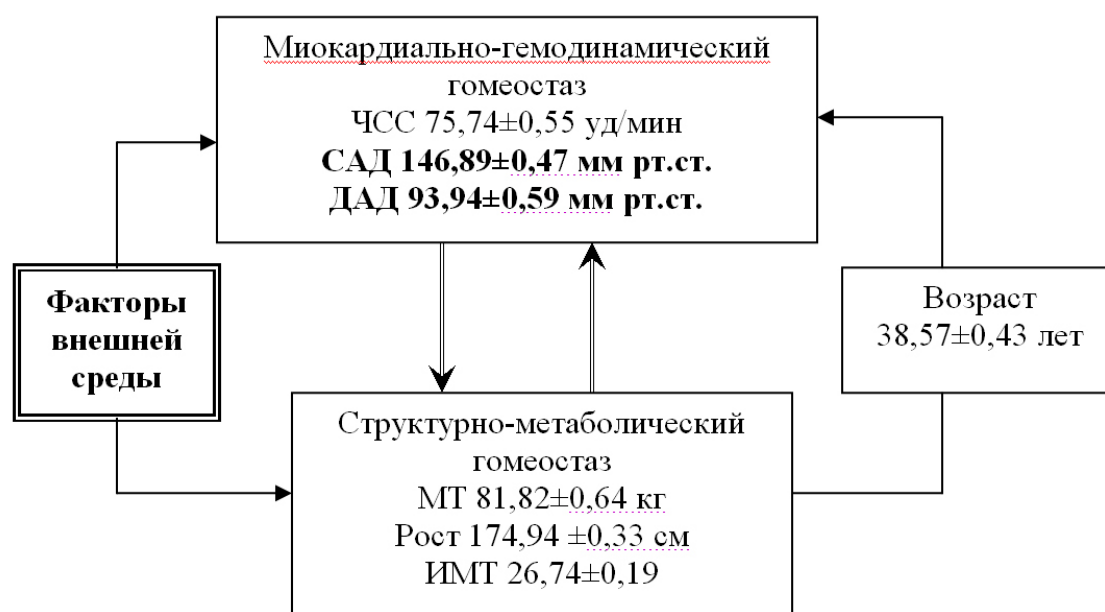 Миокардиально-гемодинамический
гомеостаз
ЧСС 75,74±0,55 уд/мин
САД 146,89±0,47 мм рт.ст.
ДАД 93,94±0,59 мм рт.ст.
Факторы
внешней
среды
Возраст
38,57±0,43 лет
Структурно-метаболический
гомеостаз
МТ 81,82±0,64 кг
Рост 174,94 ±0,33 см
ИМТ 26,74±0,19